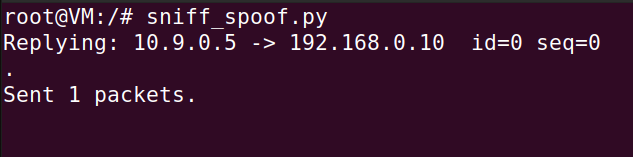 root@VM:/# sniff_spoof.py
Replying: 10.9.0.5 -> 192.168.0.10  id=0 seq=0
.
Sent 1 packets.